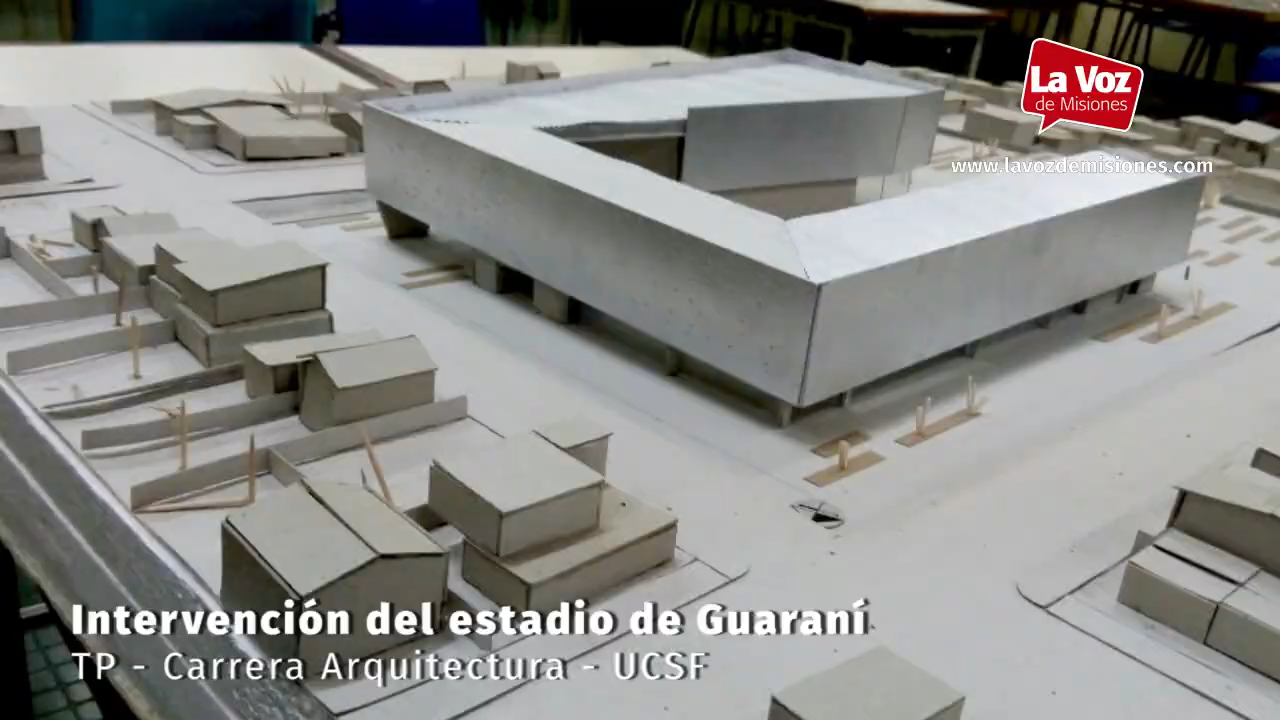 La Voz
de Misiones
www.lavozdemisiones.com
Intervención del estadio de Guaraní
TP - Carrera Arquitectura - UCSF